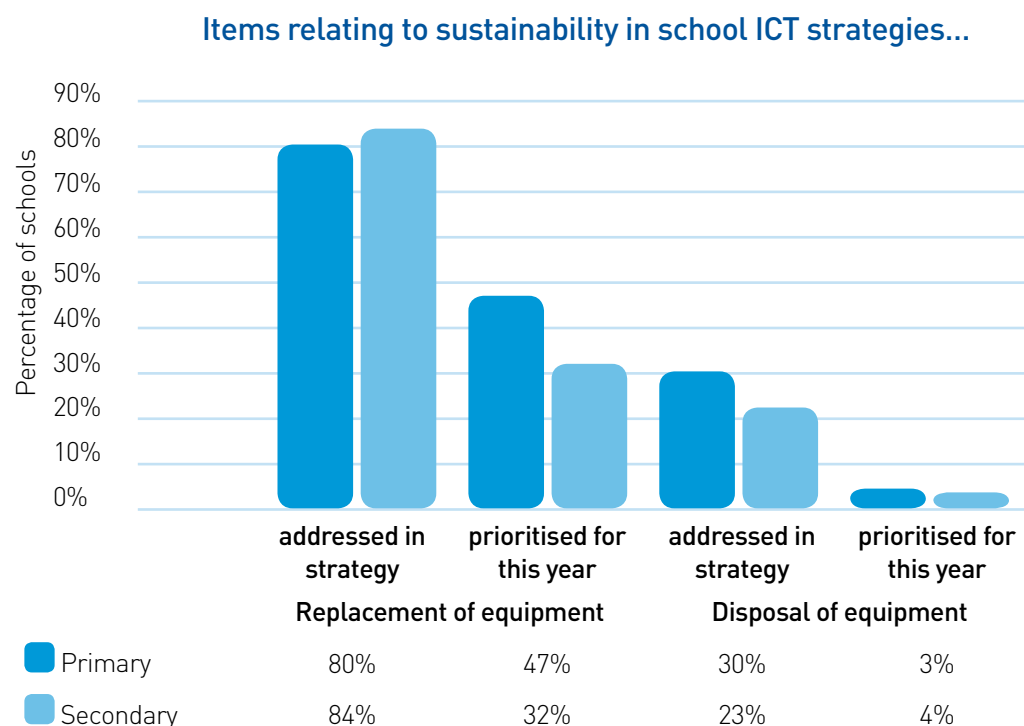 Items relating to sustainability in school ICT strategies...
Percentage of schools
90%
80%
70%
60%
50%
40%
30%
20%
10%
0%
addressed in strategy
prioritised for this year
addressed in strategy
prioritised for this year
Replacement of equipment
Disposal of equipment
Primary 80% 47% 30% 3%
Secondary 84% 32% 23% 4%